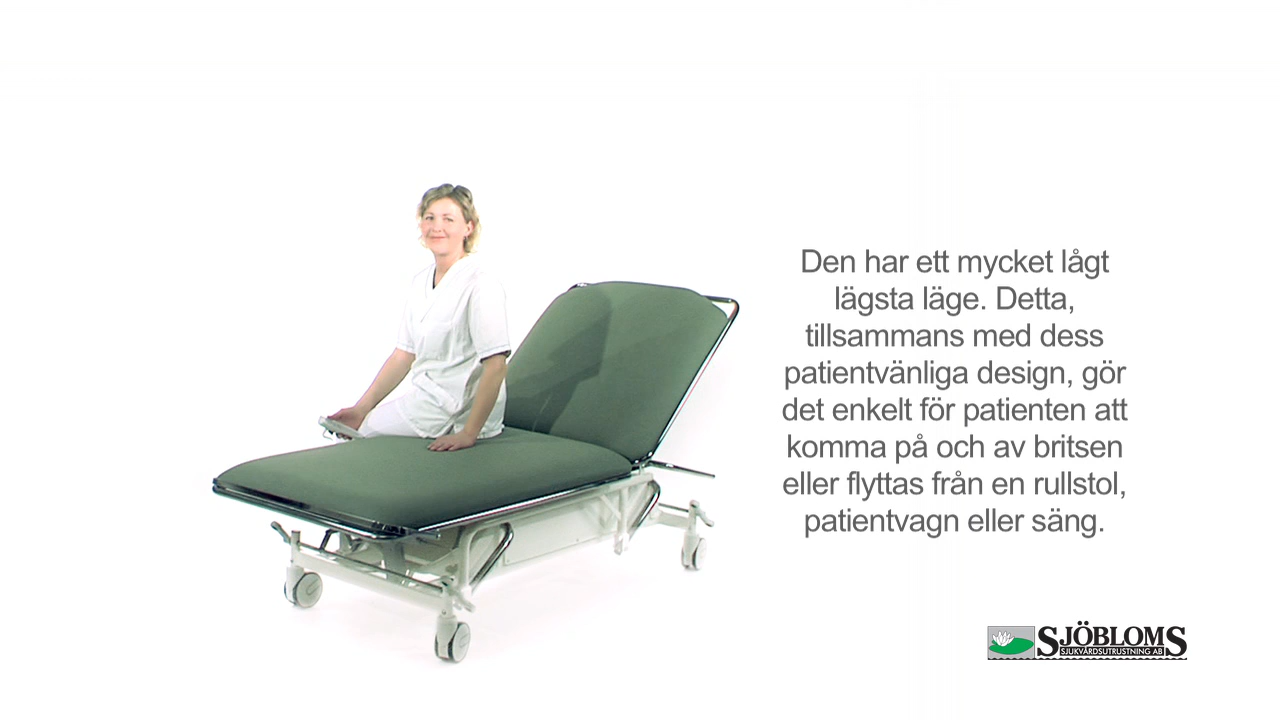 Den har ett mycket lågt
lägsta läge. Detta,
tillsammans med dess
patientvänliga design, gör
det enkelt för patienten att
komma på och av britsen
eller flyttas från en rullstol,
patientvagn eller säng.
SJÖBLOMS
SJUKVÅRDSUTRUSTNING AB